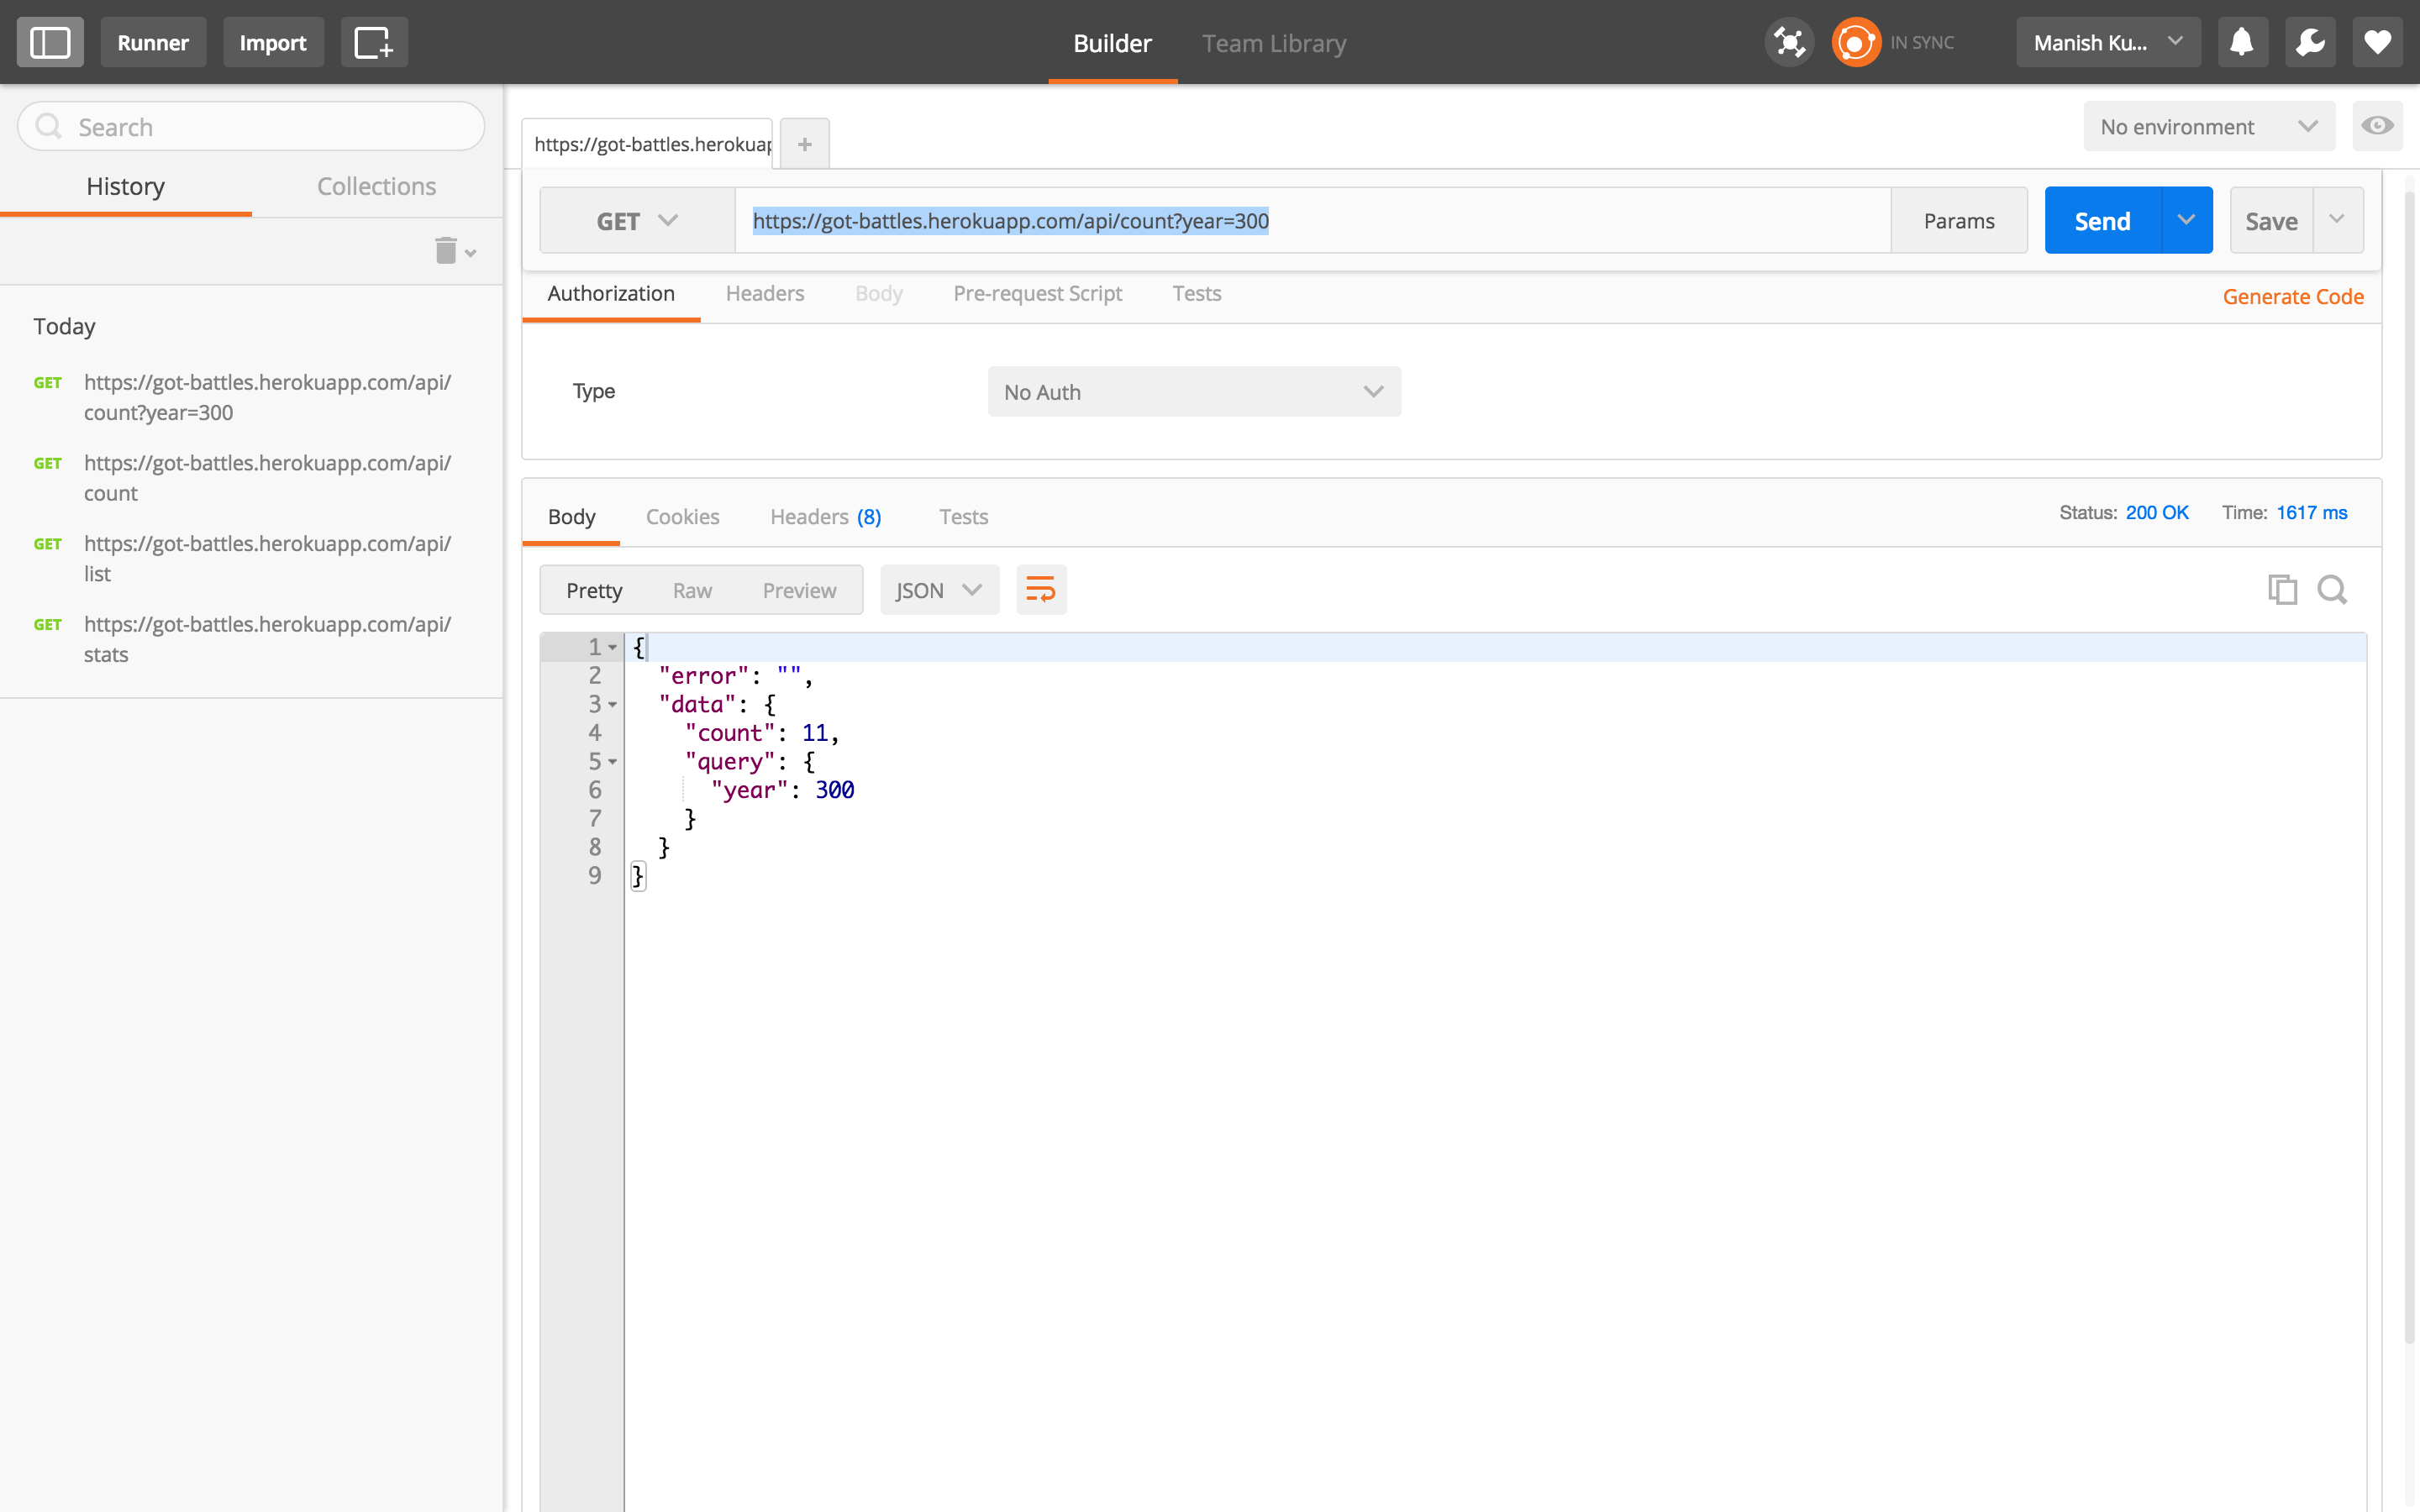 Runner
Import
Builder
Team Library
IN SYNC
Manish Ku...
Search
History
Collections
Today
GET https://got-battles.herokuapp.com/api/
count?year=300
GET https://got-battles.herokuapp.com/api/
count
GET https://got-battles.herokuapp.com/api/
list
GET https://got-battles.herokuapp.com/api/
stats
https://got-battles.herokuap
+
No environment
GET
https://got-battles.herokuapp.com/api/count?year=300
Params
Send
Save
Authorization
Headers
Body
Pre-request Script
Tests
Generate Code
Type
No Auth
Body
Cookies
Headers (8)
Tests
Status: 200 OK
Time: 1617 ms
Pretty
Raw
Preview
JSON
1 {
2 "error": "",
3 "data": {
4 "count": 11,
5 "query": {
6 "year": 300
7 }
8 }
9 }